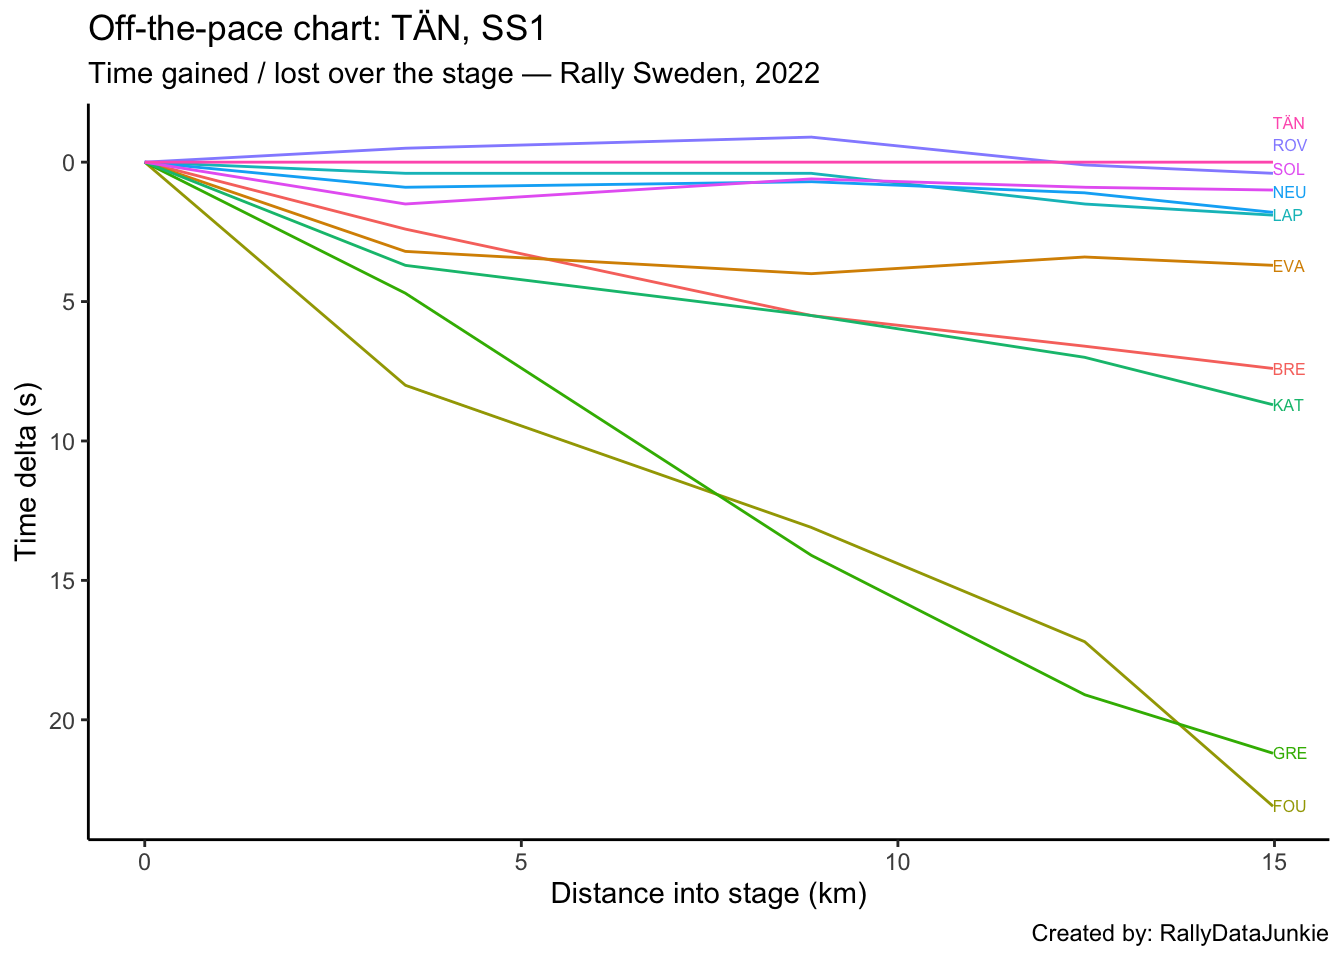 Off-the-pace chart: TÄN, SS1
Time gained / lost over the stage — Rally Sweden, 2022
TÄN
ROV
SOL
NEU
LAP
EVA
BRE
KAT
GRE
FOU
0
5
10
15
20
Time delta (s)
0
5
10
15
Distance into stage (km)
Created by: RallyDataJunkie